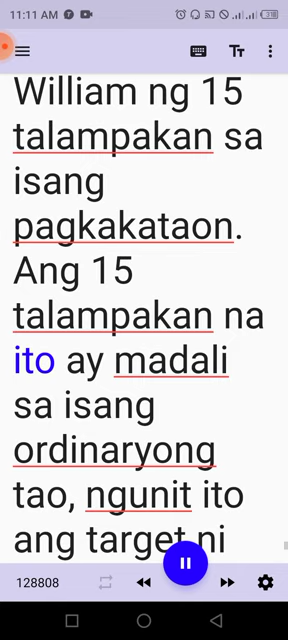 11:11 AM
Tт
William ng 15
talampakan sa
isang
pagkakataon.
Ang 15
talampakan na
ito ay madali
sa isang
ordinaryong
tao, ngunit ito
ang target ni
128808